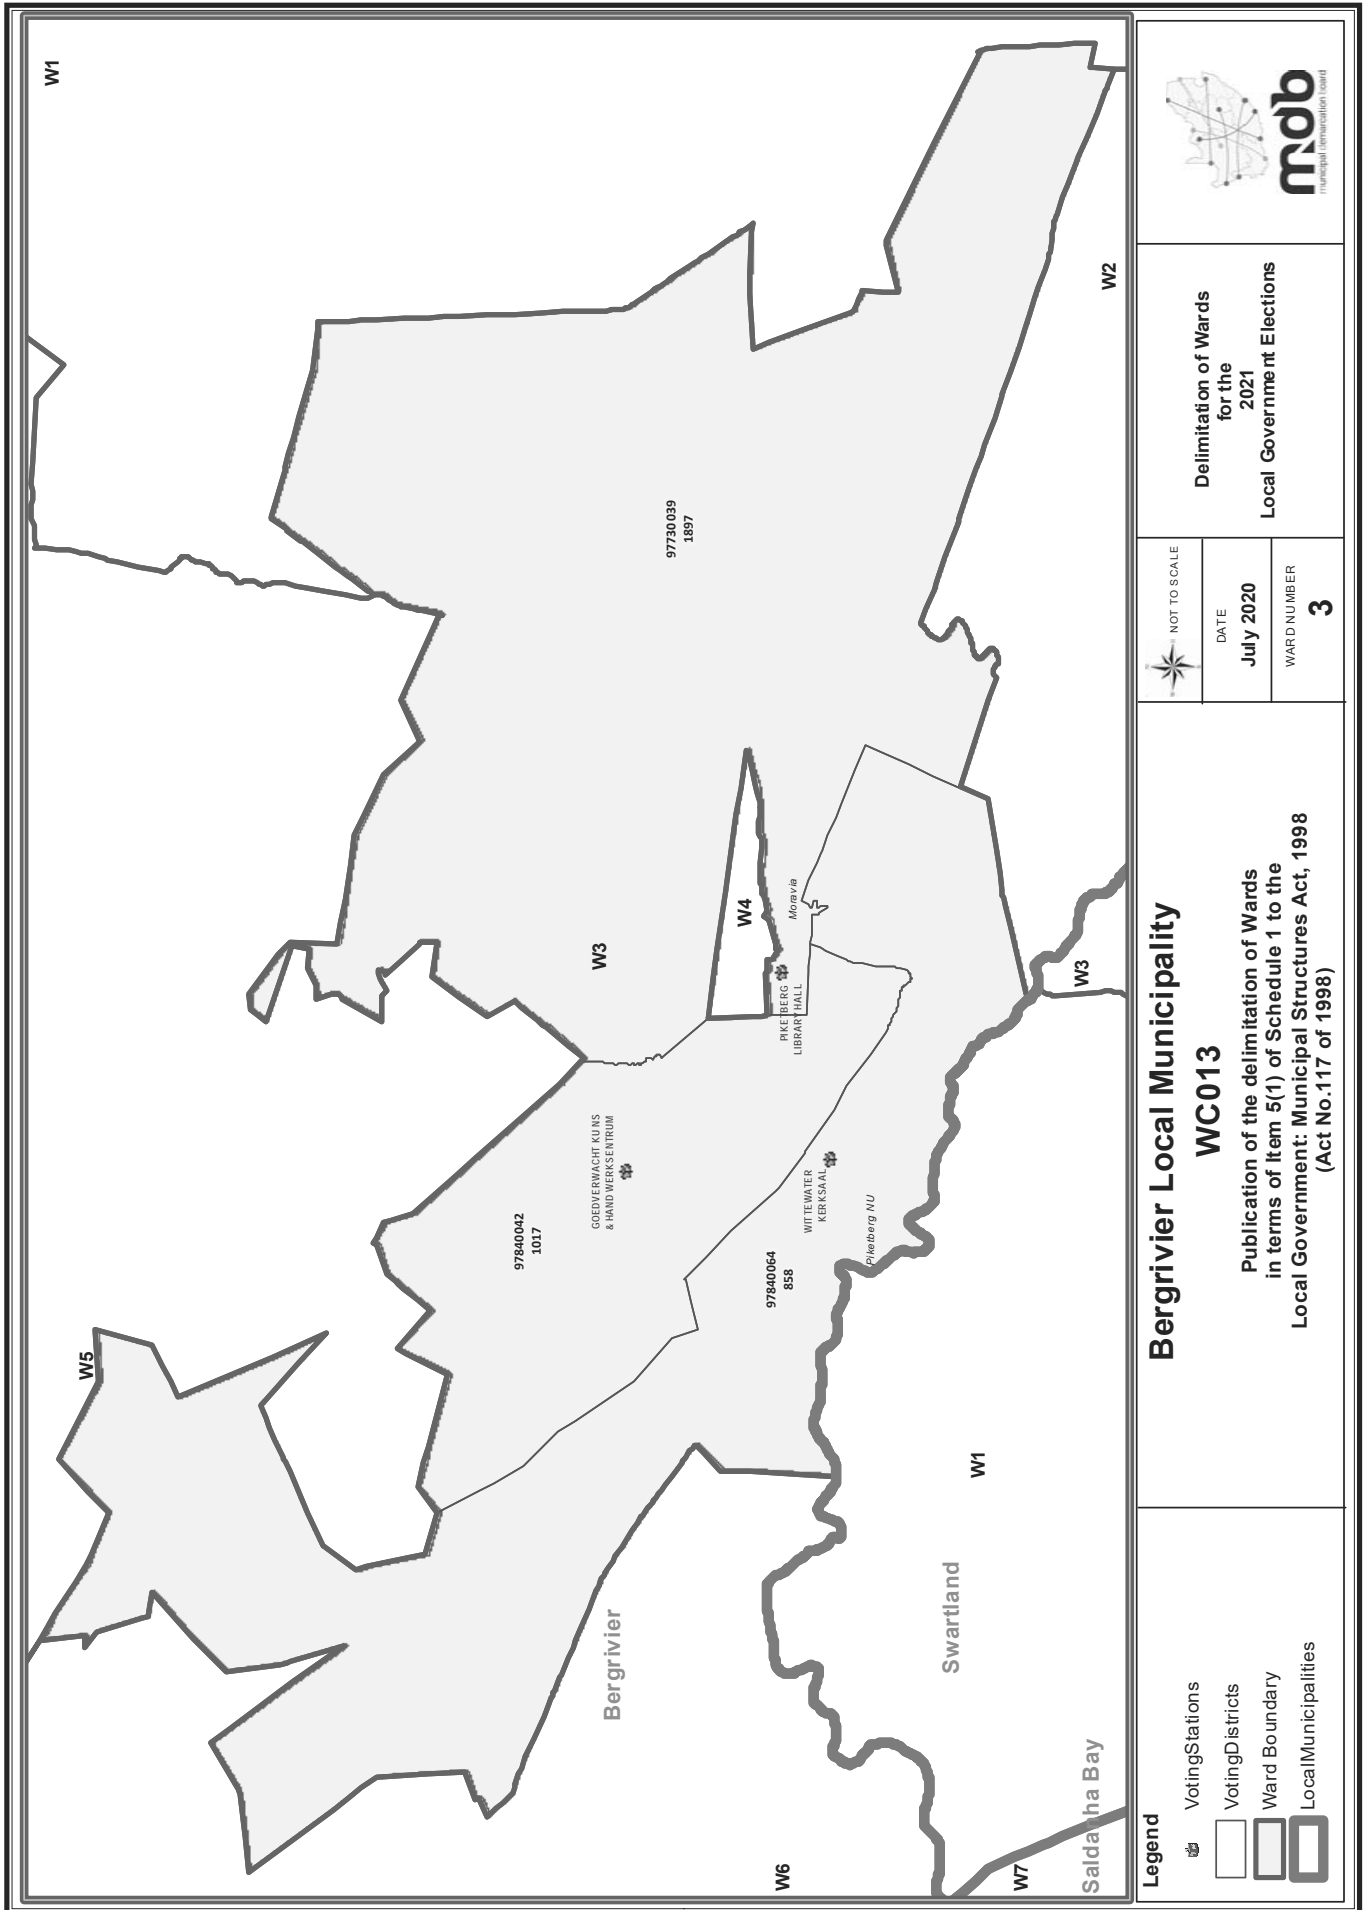 W1
W5
W3
W4
W2
W3
W1
W6
W7
97730039
1897
97840042
1017
97840064
858
GOEDVERWACHT KUNS
& HANDWERKSENTRUM
PIKETBERG
LIBRARY HALL
WITTEWATER
KERKSAAL
Moravia
Piketberg NU
Bergrivier
Swartland
Saldanha Bay
Legend
VotingStations
VotingDistricts
Ward Boundary
LocalMunicipalities
Bergrivier Local Municipality
WC013
Publication of the delimitation of Wards
in terms of Item 5(1) of Schedule 1 to the
Local Government: Municipal Structures Act, 1998
(Act No.117 of 1998)
NOT TO SCALE
DATE
July 2020
WARD NUMBER
3
Delimitation of Wards
for the
2021
Local Government Elections
mdb
municipal demarcation board